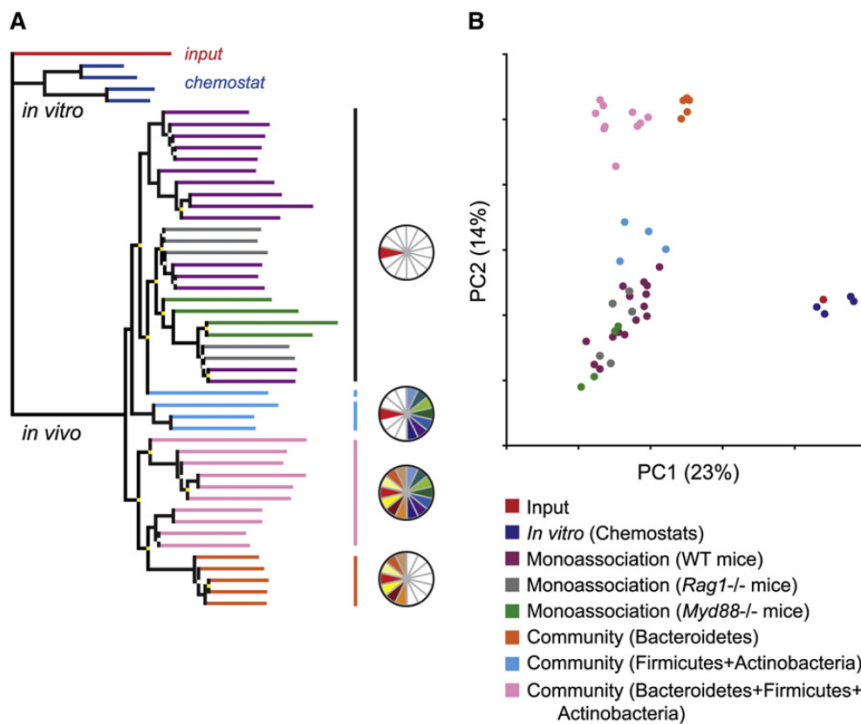 A
input
chemostat
in vitro
in vivo
B
PC2 (14%)
PC1 (23%)
Input
In vitro (Chemostats)
Monoassociation (WT mice)
Monoassociation (Rag1-/- mice)
Monoassociation (Myd88-/- mice)
Community (Bacteroidetes)
Community (Firmicutes+Actinobacteria)
Community (Bacteroidetes+Firmicutes+
Actinobacteria)